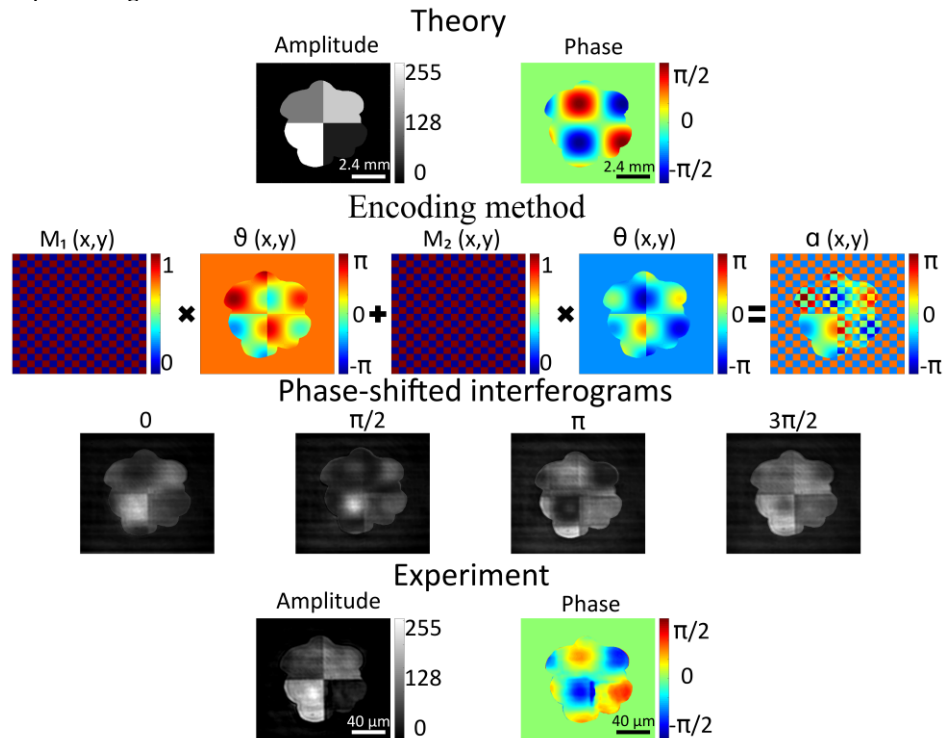 Theory
Amplitude
Phase
255
128
0
2.4 mm
π/2
0
-π/2
2.4 mm
Encoding method
M₁ (x,y)
ϑ (x,y)
M₂ (x,y)
θ (x,y)
α (x,y)
1
0
×
π
0
-π
+
1
0
×
π
0
-π
=
π
0
-π
Phase-shifted interferograms
0
π/2
π
3π/2
Experiment
Amplitude
Phase
255
128
0
40 μm
π/2
0
-π/2
40 μm